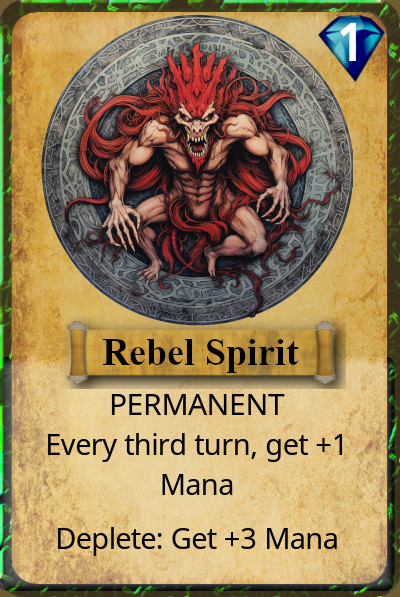 1
Rebel Spirit
PERMANENT
Every third turn, get +1
Mana
Deplete: Get +3 Mana